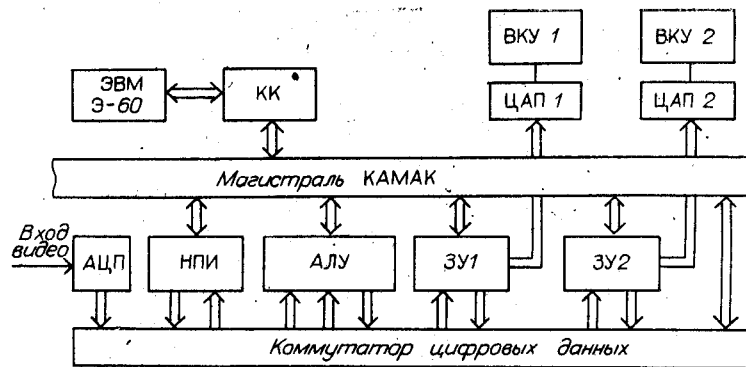 ВКУ 1
ВКУ 2
ЭВМ
Э-60
КК
ЦАП 1
ЦАП 2
Магистраль КАМАК
Вход
видео
АЦП
НПИ
АЛУ
ЗУ1
ЗУ2
Коммутатор цифровых данных